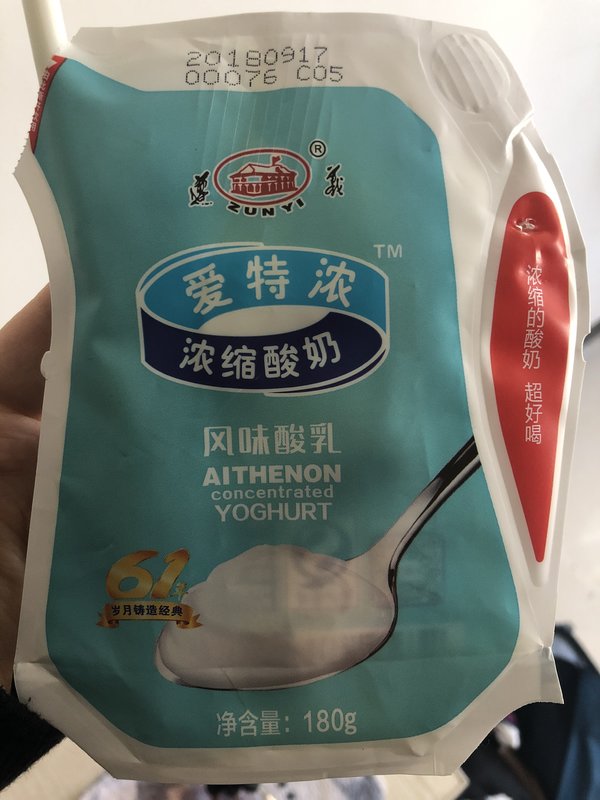 20180917
00076 C05
遵 义
®
ZUNYI
TM
爱特浓
浓缩酸奶
风味酸乳
AITHENON
concentrated
YOGHURT
浓缩的酸奶 超好喝
61年
岁月铸造经典
净含量：180g